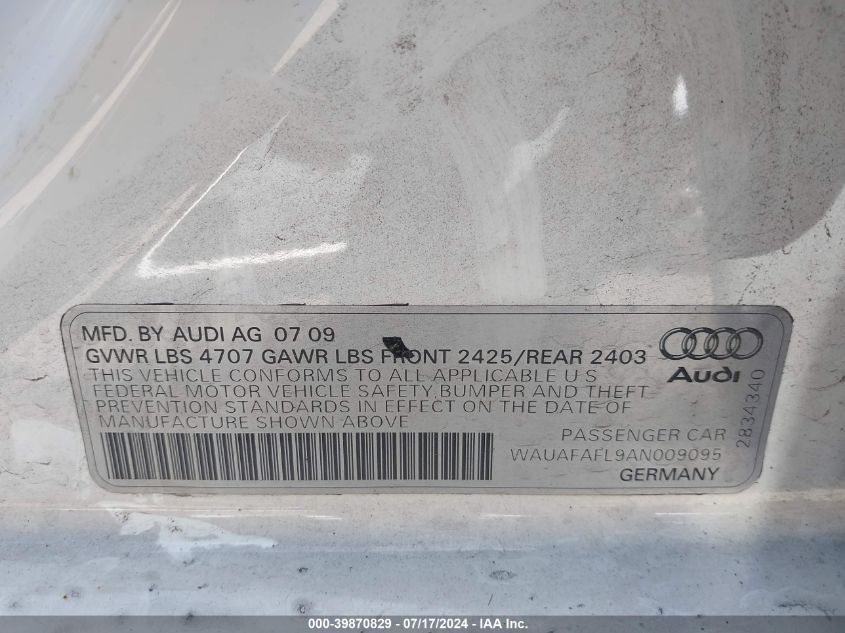 MFD. BY AUDI AG 07 09
GVWR LBS 4707 GAWR LBS FRONT 2425/REAR 2403
THIS VEHICLE CONFORMS TO ALL APPLICABLE U S
FEDERAL MOTOR VEHICLE SAFETY,BUMPER AND THEFT
PREVENTION STANDARDS IN EFFECT ON THE DATE OF
MANUFACTURE SHOWN ABOVE
Audi
2834340
PASSENGER CAR
WAUAFAFL9AN009095
GERMANY
000-39870829 - 07/17/2024 - IAA Inc.